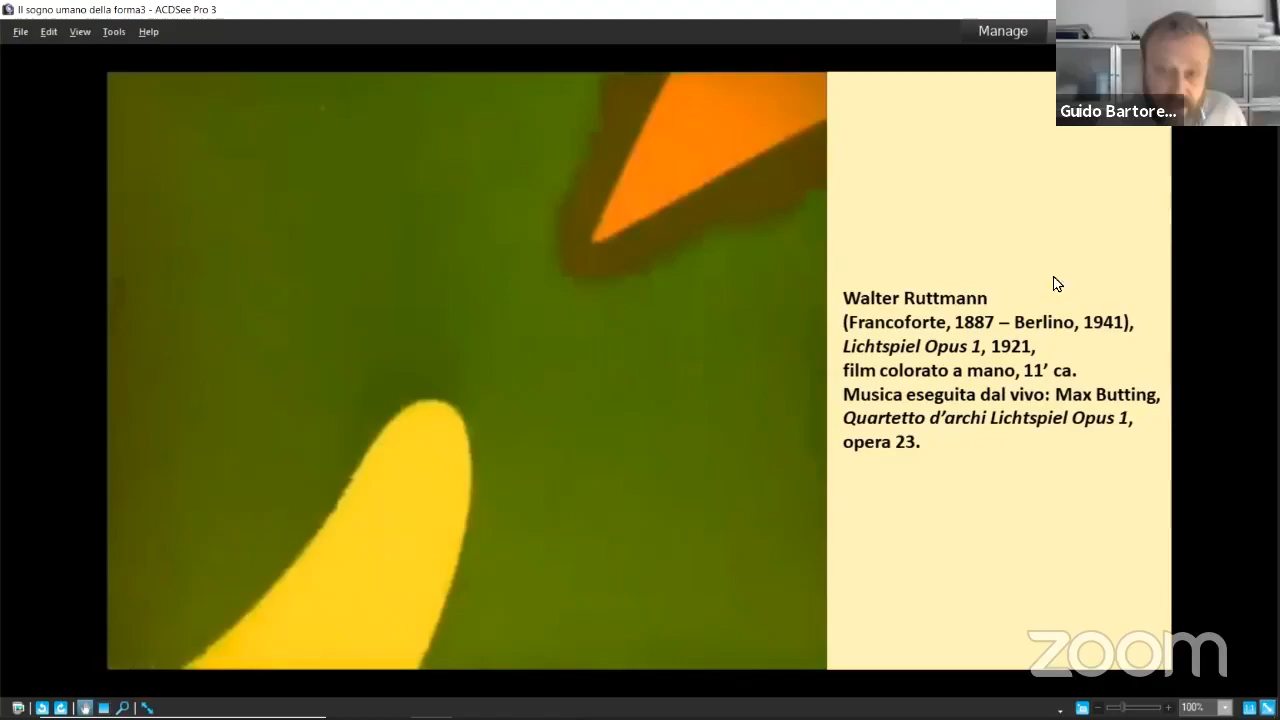 Il sogno umano della forma3 - ACDSee Pro 3
File Edit View Tools Help
Manage
Guido Bartore...
Walter Ruttmann
(Francoforte, 1887 – Berlino, 1941),
Lichtspiel Opus 1, 1921,
film colorato a mano, 11’ ca.
Musica eseguita dal vivo: Max Butting,
Quartetto d’archi Lichtspiel Opus 1,
opera 23.
zoom
100%
1:1